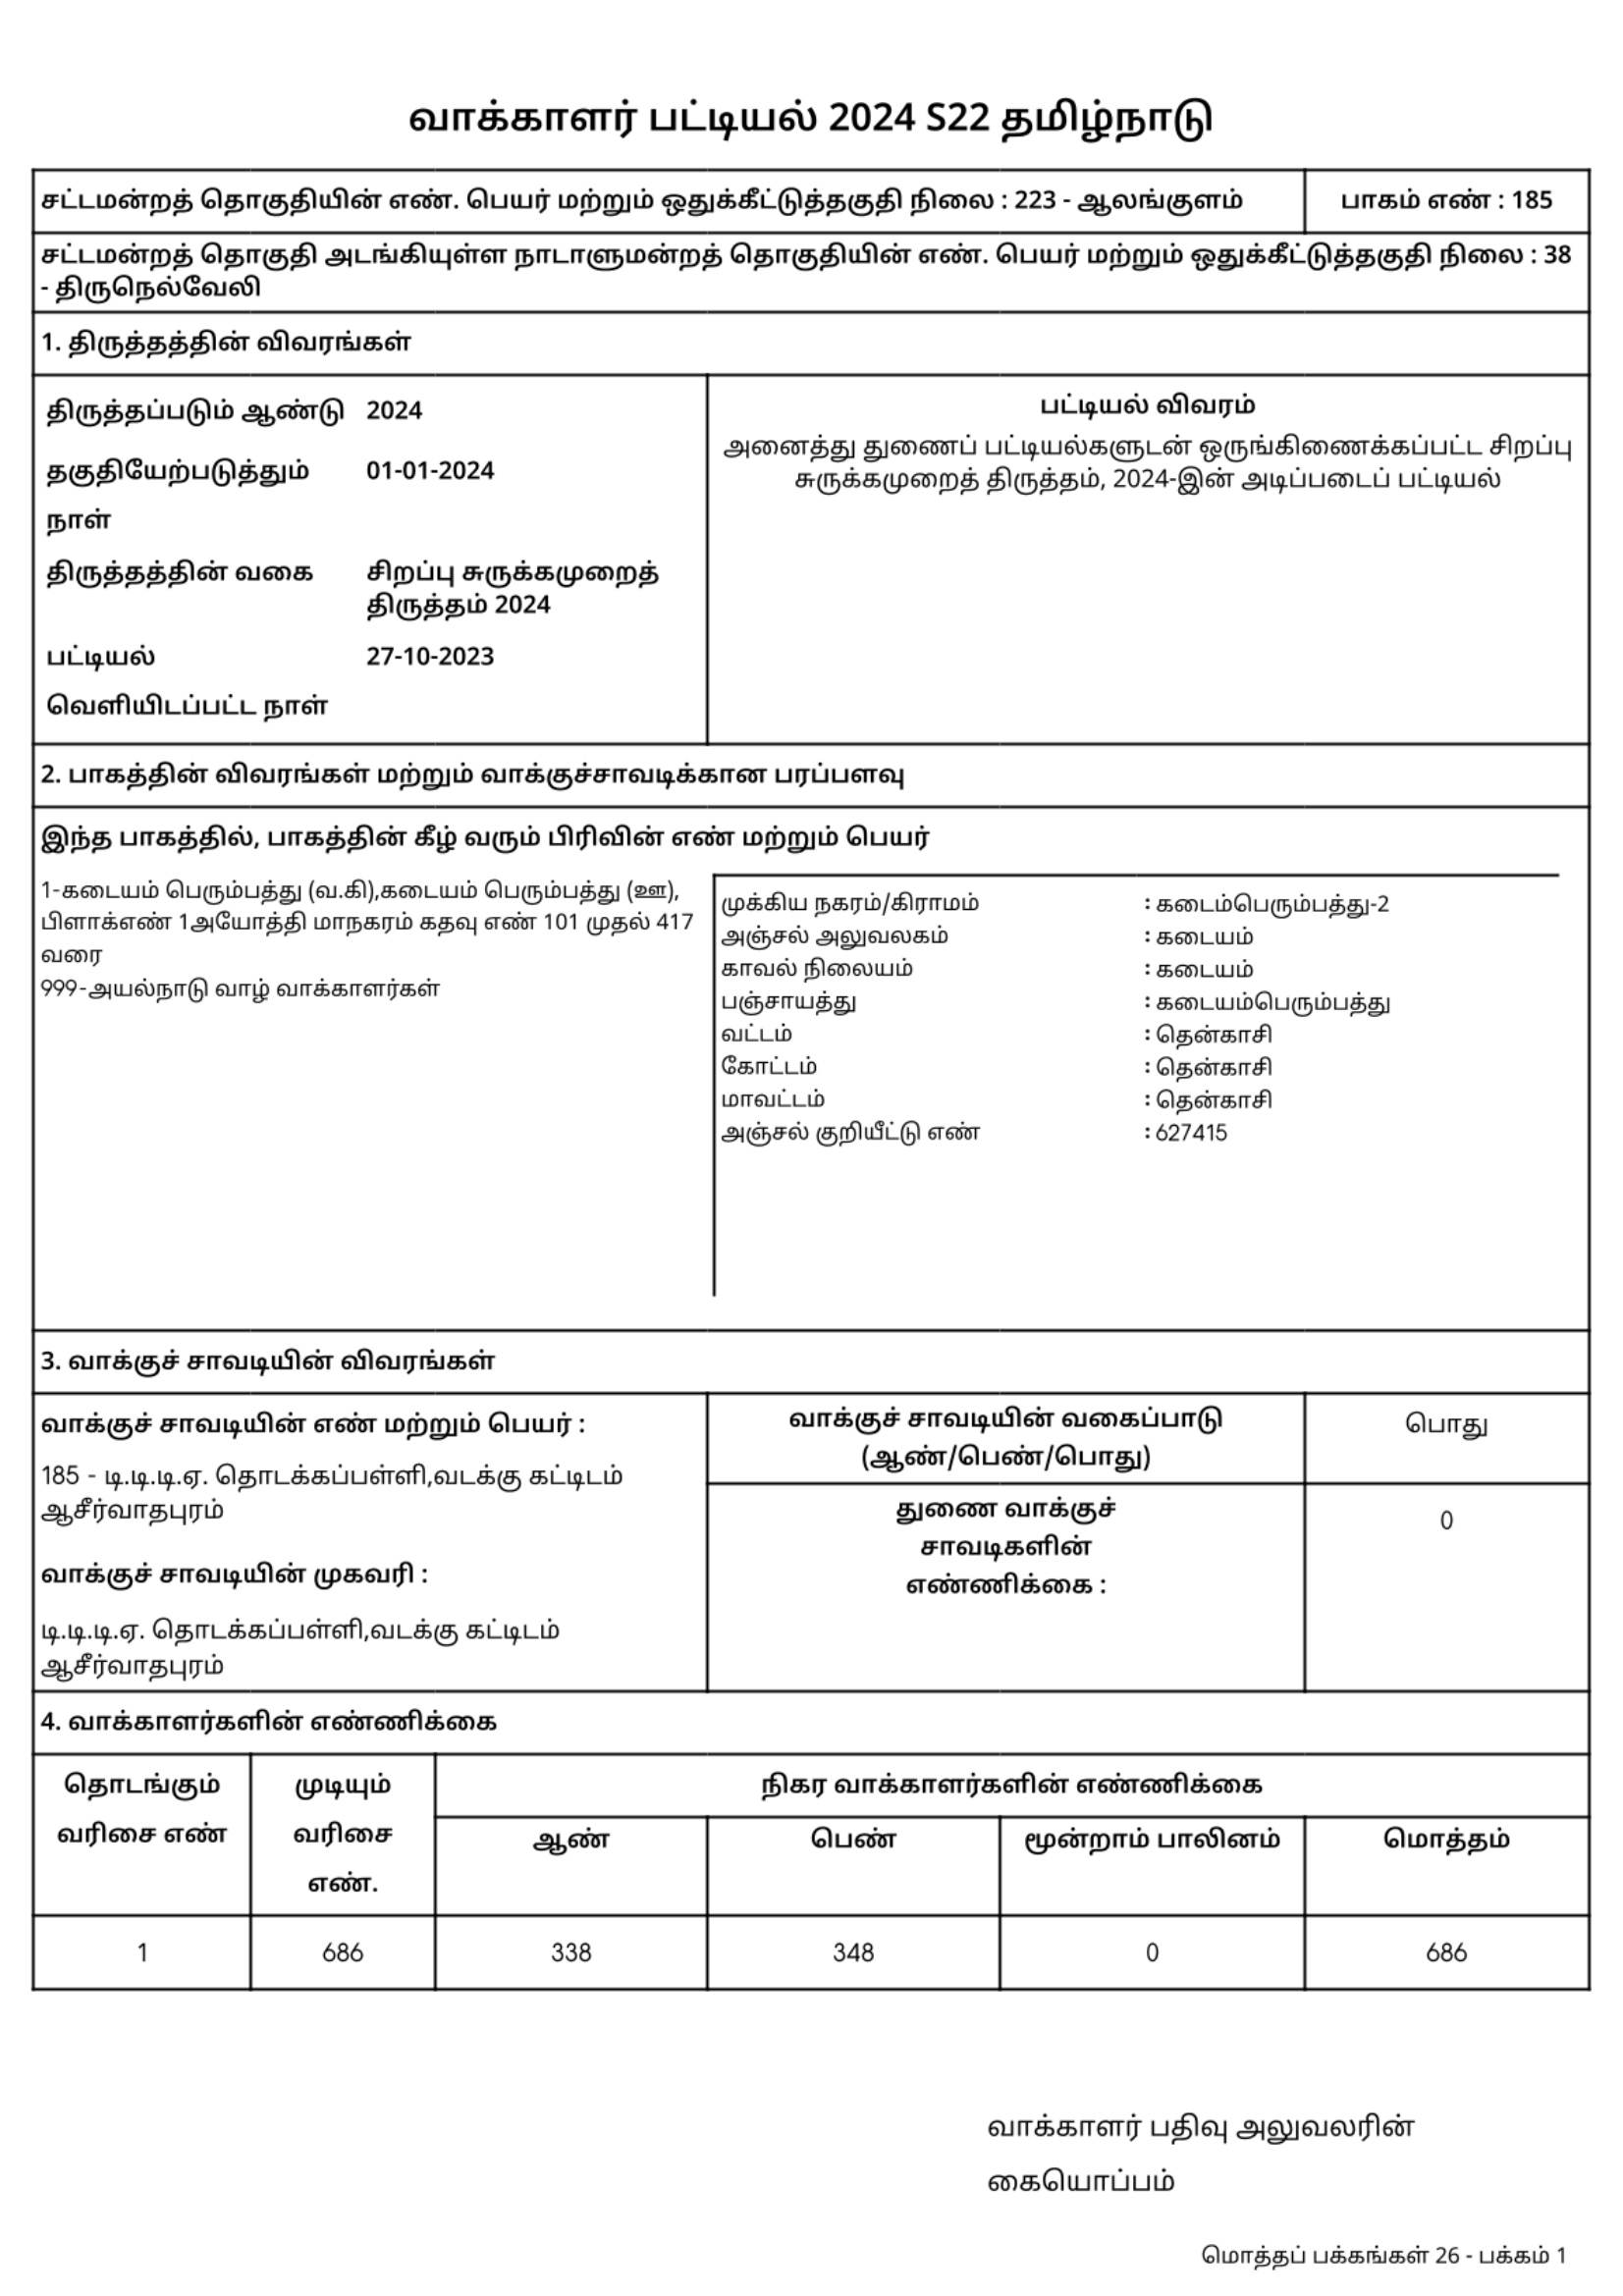 வாக்காளர் பட்டியல் 2024 S22 தமிழ்நாடு
சட்டமன்றத் தொகுதியின் எண். பெயர் மற்றும் ஒதுக்கீட்டுத்தகுதி நிலை : 223 - ஆலங்குளம்
பாகம் எண் : 185
சட்டமன்றத் தொகுதி அடங்கியுள்ள நாடாளுமன்றத் தொகுதியின் எண். பெயர் மற்றும் ஒதுக்கீட்டுத்தகுதி நிலை : 38
- திருநெல்வேலி
1. திருத்தத்தின் விவரங்கள்
திருத்தப்படும் ஆண்டு 2024
தகுதியேற்படுத்தும் 01-01-2024
நாள்
திருத்தத்தின் வகை சிறப்பு சுருக்கமுறைத்
திருத்தம் 2024
பட்டியல் 27-10-2023
வெளியிடப்பட்ட நாள்
பட்டியல் விவரம்
அனைத்து துணைப் பட்டியல்களுடன் ஒருங்கிணைக்கப்பட்ட சிறப்பு
சுருக்கமுறைத் திருத்தம், 2024-இன் அடிப்படைப் பட்டியல்
2. பாகத்தின் விவரங்கள் மற்றும் வாக்குச்சாவடிக்கான பரப்பளவு
இந்த பாகத்தில், பாகத்தின் கீழ் வரும் பிரிவின் எண் மற்றும் பெயர்
1-கடையம் பெரும்பத்து (வ.கி),கடையம் பெரும்பத்து (ஊ),
பிளாக்எண் 1அயோத்தி மாநகரம் கதவு எண் 101 முதல் 417
வரை
999-அயல்நாடு வாழ் வாக்காளர்கள்
முக்கிய நகரம்/கிராமம் : கடைம்பெரும்பத்து-2
அஞ்சல் அலுவலகம் : கடையம்
காவல் நிலையம் : கடையம்
பஞ்சாயத்து : கடையம்பெரும்பத்து
வட்டம் : தென்காசி
கோட்டம் : தென்காசி
மாவட்டம் : தென்காசி
அஞ்சல் குறியீட்டு எண் : 627415
3. வாக்குச் சாவடியின் விவரங்கள்
வாக்குச் சாவடியின் எண் மற்றும் பெயர் :
185 - டி.டி.டி.ஏ. தொடக்கப்பள்ளி,வடக்கு கட்டிடம்
ஆசீர்வாதபுரம்
வாக்குச் சாவடியின் முகவரி :
டி.டி.டி.ஏ. தொடக்கப்பள்ளி,வடக்கு கட்டிடம்
ஆசீர்வாதபுரம்
வாக்குச் சாவடியின் வகைப்பாடு
(ஆண்/பெண்/பொது)
பொது
துணை வாக்குச்
சாவடிகளின்
எண்ணிக்கை :
0
4. வாக்காளர்களின் எண்ணிக்கை
தொடங்கும்
வரிசை எண்
முடியும்
வரிசை
எண்.
நிகர வாக்காளர்களின் எண்ணிக்கை
ஆண் பெண் மூன்றாம் பாலினம் மொத்தம்
1 686 338 348 0 686
வாக்காளர் பதிவு அலுவலரின்
கையொப்பம்
மொத்தப் பக்கங்கள் 26 - பக்கம் 1